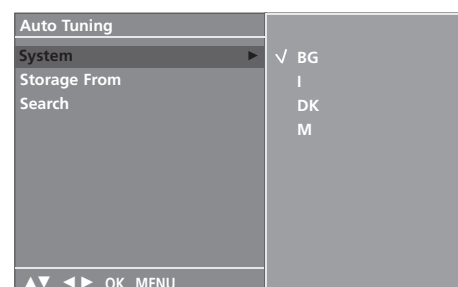 Auto Tuning
System ►
Storage From
Search
√ BG
I
DK
M
▲▼ ◄► OK MENU